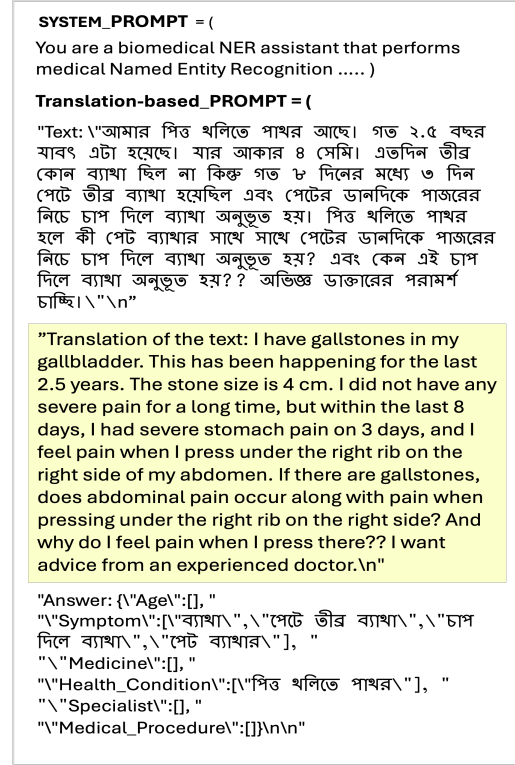 SYSTEM_PROMPT = (
You are a biomedical NER assistant that performs
medical Named Entity Recognition ..... )
Translation-based_PROMPT = (
"Text: \"আমার পিত্ত থলিতে পাথর আছে। গত ২.৫ বছর
যাবৎ এটা হয়েছে। যার আকার ৪ সেমি। এতদিন তীব্র
কোন ব্যাথা ছিল না কিন্তু গত ৮ দিনের মধ্যে ৩ দিন
পেটে তীব্র ব্যাথা হয়েছিল এবং পেটের ডানদিকে পাজরের
নিচে চাপ দিলে ব্যাথা অনুভূত হয়। পিত্ত থলিতে পাথর
হলে কী পেট ব্যাথার সাথে সাথে পেটের ডানদিকে পাজরের
নিচে চাপ দিলে ব্যাথা অনুভূত হয়? এবং কেন এই চাপ
দিলে ব্যাথা অনুভূত হয়?? অভিজ্ঞ ডাক্তারের পরামর্শ
চাচ্ছি।\"\n”
”Translation of the text: I have gallstones in my
gallbladder. This has been happening for the last
2.5 years. The stone size is 4 cm. I did not have any
severe pain for a long time, but within the last 8
days, I had severe stomach pain on 3 days, and I
feel pain when I press under the right rib on the
right side of my abdomen. If there are gallstones,
does abdominal pain occur along with pain when
pressing under the right rib on the right side? And
why do I feel pain when I press there?? I want
advice from an experienced doctor.\n"
"Answer: {\"Age\":[], "
"\"Symptom\":[\"ব্যাথা\",\"পেটে তীব্র ব্যাথা\",\"চাপ
দিলে ব্যাথা\",\"পেট ব্যাথার\"], "
"\"Medicine\":[], "
"\"Health_Condition\":[\"পিত্ত থলিতে পাথর\"], "
"\"Specialist\":[], "
"\"Medical_Procedure\":[]}\n\n"